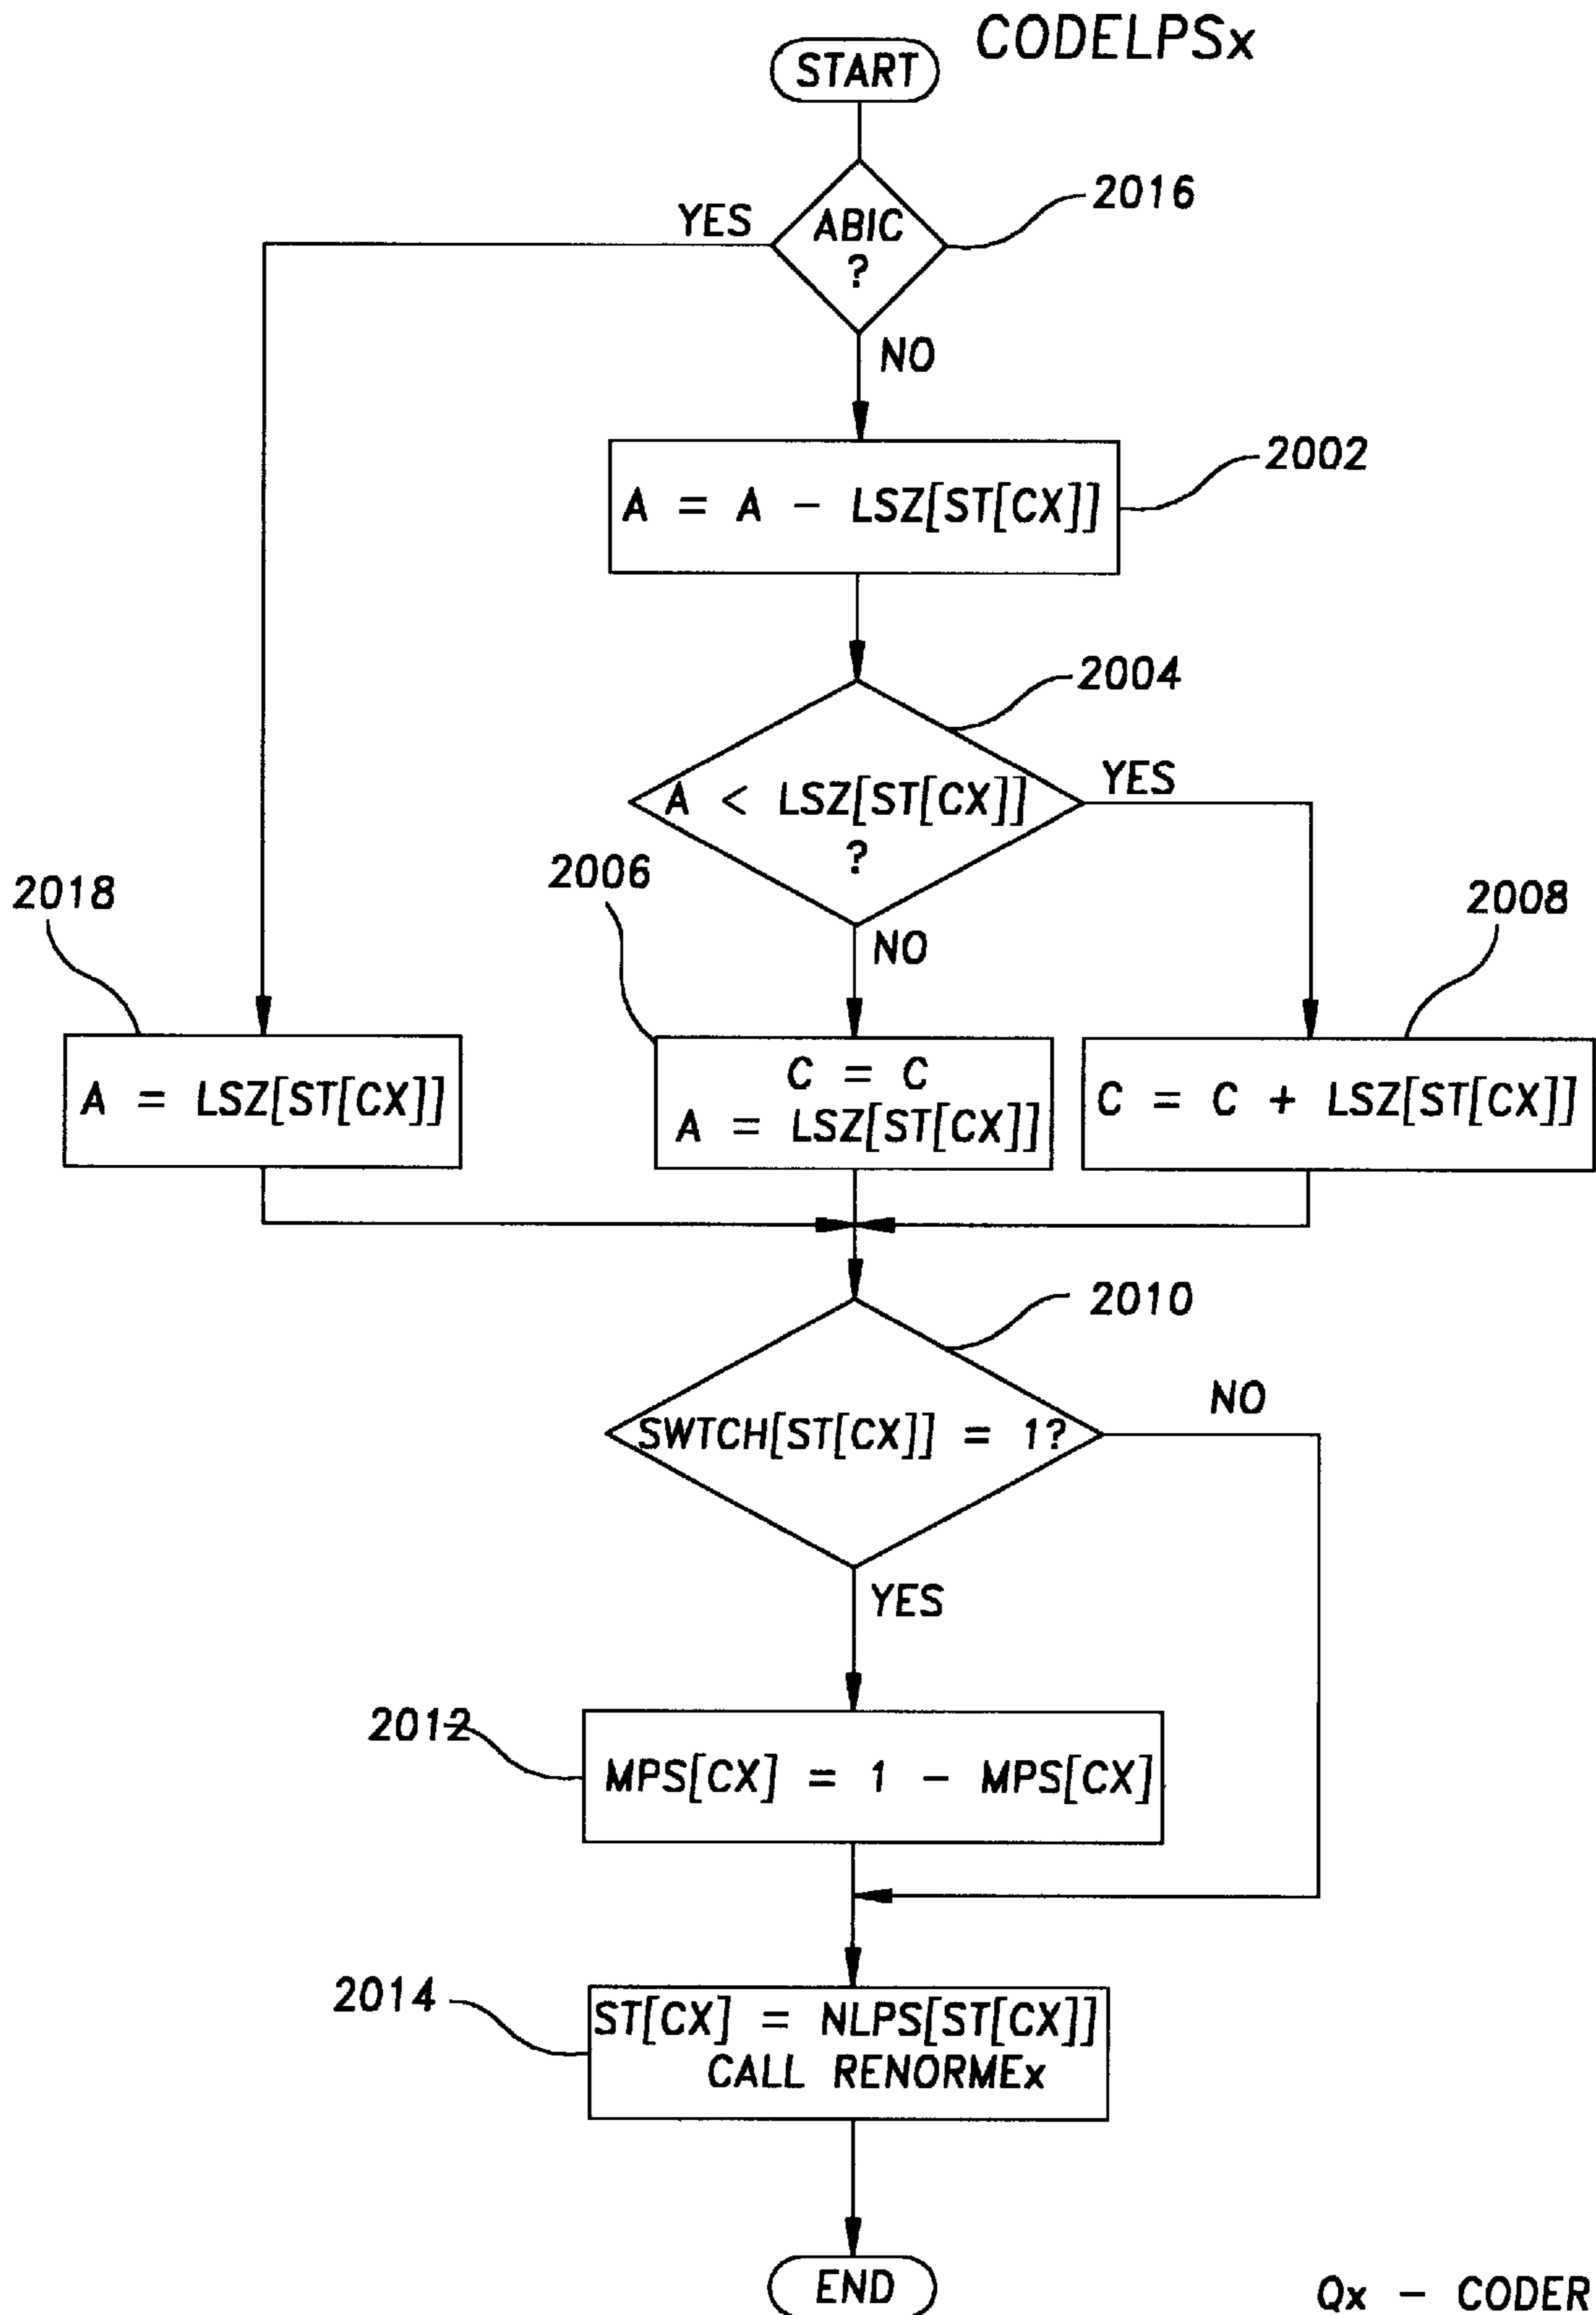 CODELPSx
START
2016
YES
ABIC
?
NO
2002
A = A - LSZ[ST[CX]]
2004
YES
A < LSZ[ST[CX]]
?
2006
2018
2008
NO
C = C
A = LSZ[ST[CX]]
A = LSZ[ST[CX]]
C = C + LSZ[ST[CX]]
2010
NO
SWTCH[ST[CX]] = 1?
YES
2012
MPS[CX] = 1 - MPS[CX]
2014
ST[CX] = NLPS[ST[CX]]
CALL RENORMEx
END
Qx - CODER